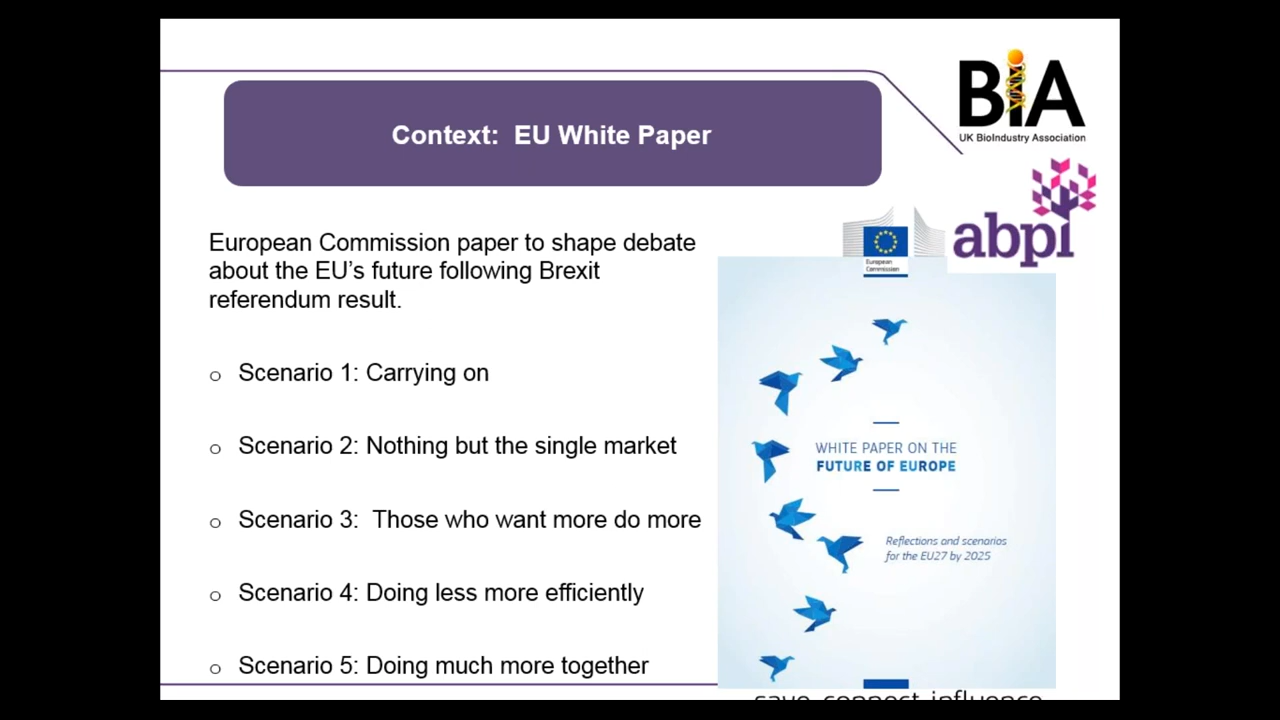 BiA
UK BioIndustry Association
Context:  EU White Paper
abpi
European
Commission
European Commission paper to shape debate
about the EU’s future following Brexit
referendum result.
o Scenario 1: Carrying on
o Scenario 2: Nothing but the single market
o Scenario 3:  Those who want more do more
o Scenario 4: Doing less more efficiently
o Scenario 5: Doing much more together
WHITE PAPER ON THE
FUTURE OF EUROPE
Reflections and scenarios
for the EU27 by 2025
connect influence